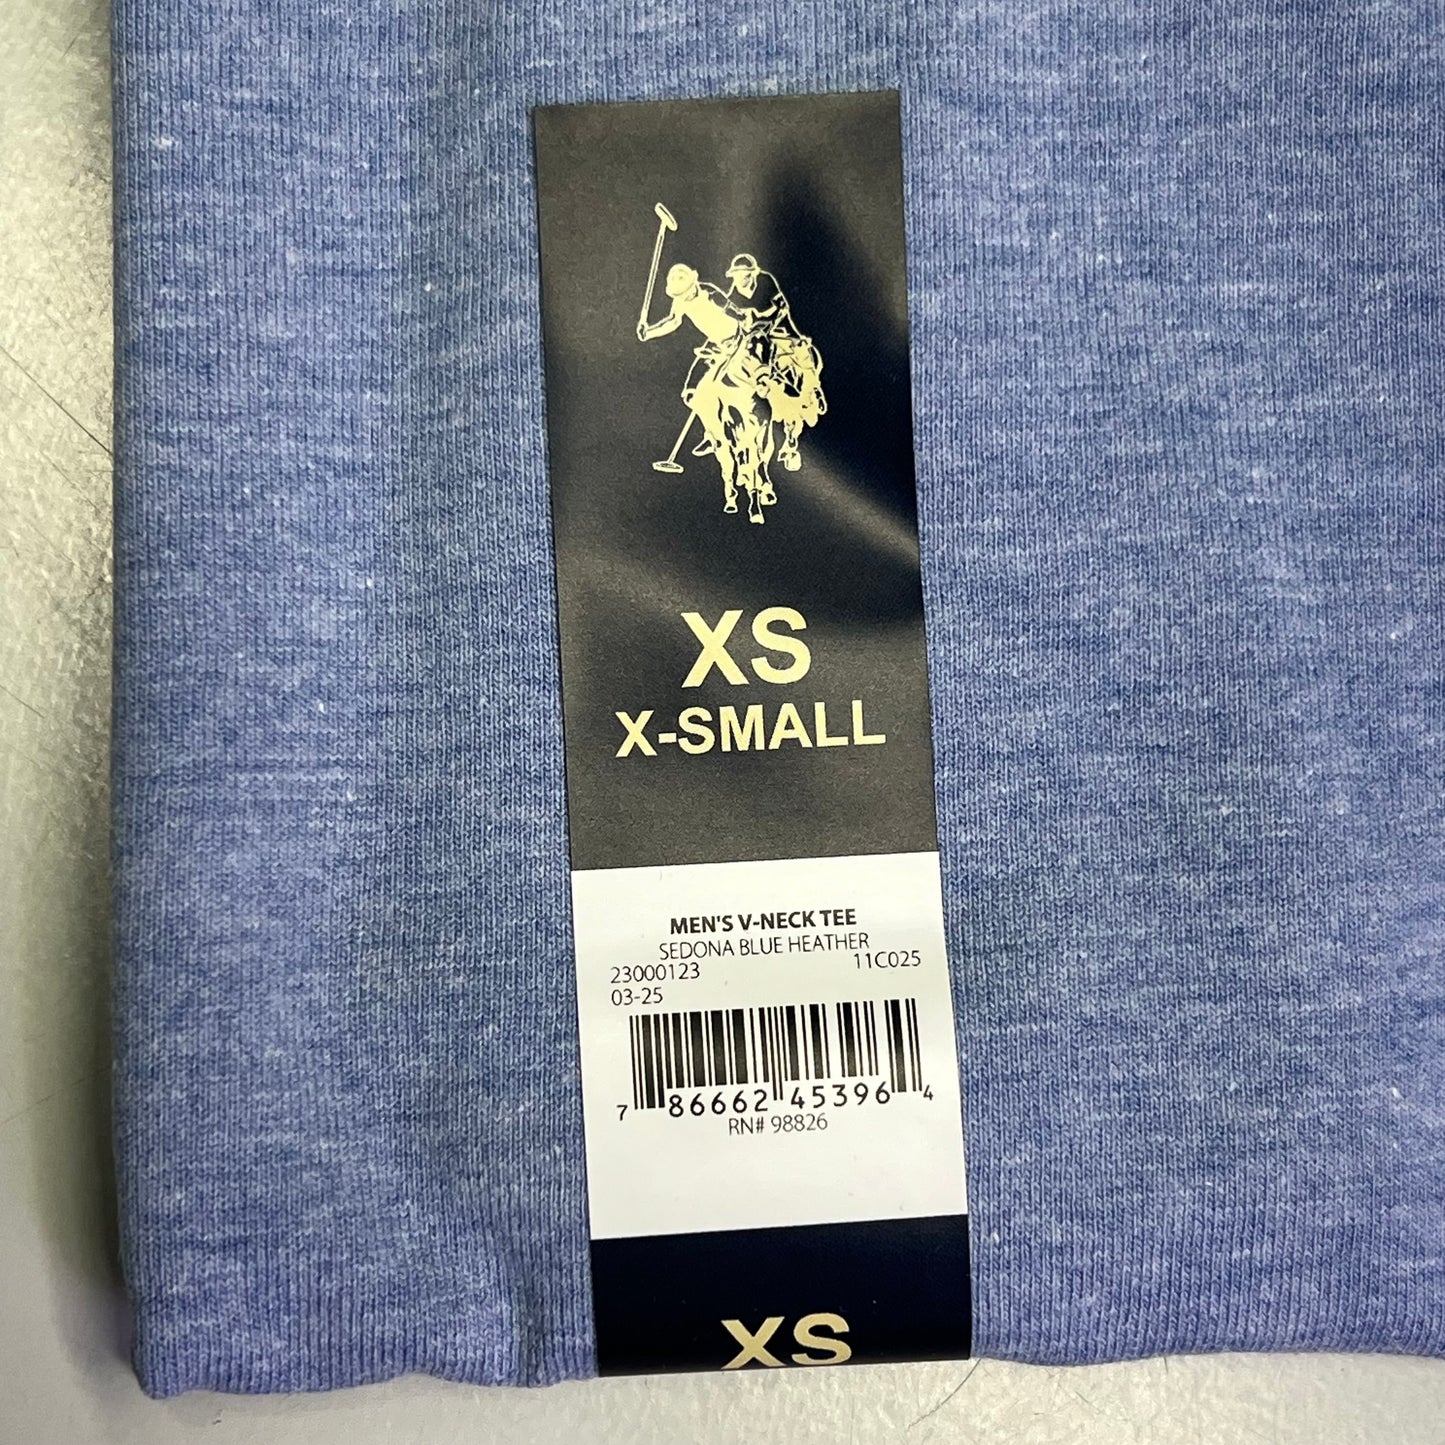 XS
X-SMALL
MEN'S V-NECK TEE
SEDONA BLUE HEATHER
23000123 11C025
03-25
7 86662 45396 4
RN# 98826
XS